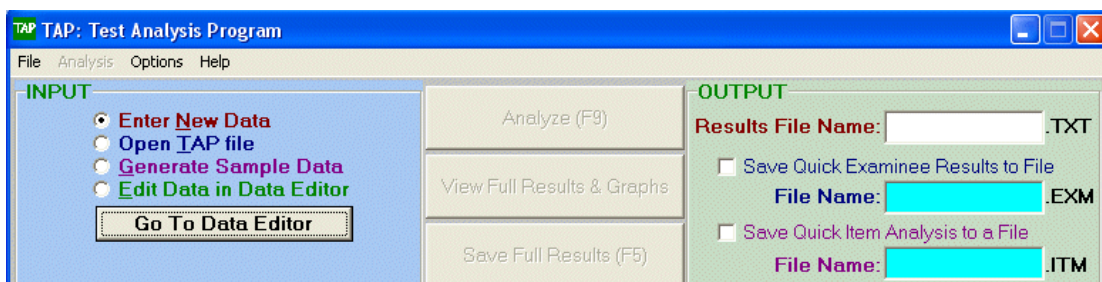 TAP TAP: Test Analysis Program
File Analysis Options Help
INPUT
Enter New Data
Open TAP file
Generate Sample Data
Edit Data in Data Editor
Go To Data Editor
Analyze (F9)
View Full Results & Graphs
Save Full Results (F5)
OUTPUT
Results File Name: .TXT
Save Quick Examinee Results to File
File Name: .EXM
Save Quick Item Analysis to a File
File Name: .ITM